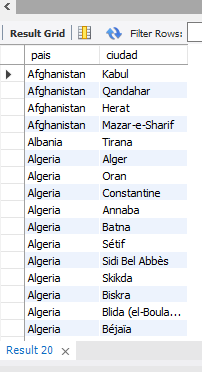 Result Grid Filter Rows:
pais ciudad
Afghanistan Kabul
Afghanistan Qandahar
Afghanistan Herat
Afghanistan Mazar-e-Sharif
Albania Tirana
Algeria Alger
Algeria Oran
Algeria Constantine
Algeria Annaba
Algeria Batna
Algeria Sétif
Algeria Sidi Bel Abbès
Algeria Skikda
Algeria Biskra
Algeria Blida (el-Boula...
Algeria Béjaïa
Result 20 ×